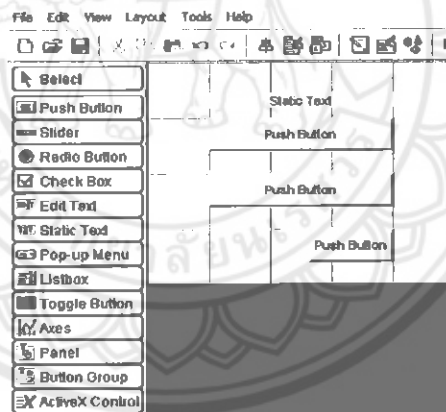 File Edit View Layout Tools Help
Select
Push Button
Slider
Radio Button
Check Box
Edit Text
Static Text
Pop-up Menu
Listbox
Toggle Button
Axes
Panel
Button Group
ActiveX Control
Static Text
Push Button
Push Button
Push Button